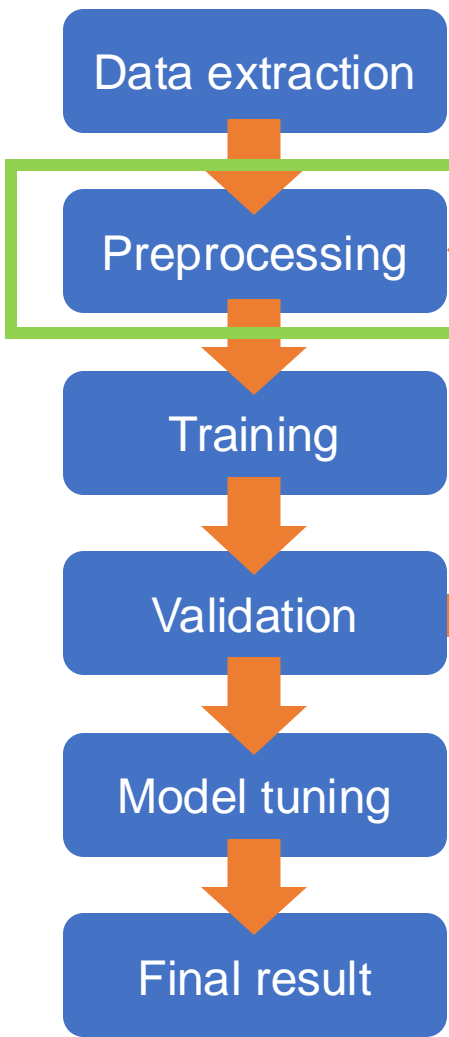 Data extraction
Preprocessing
Training
Validation
Model tuning
Final result